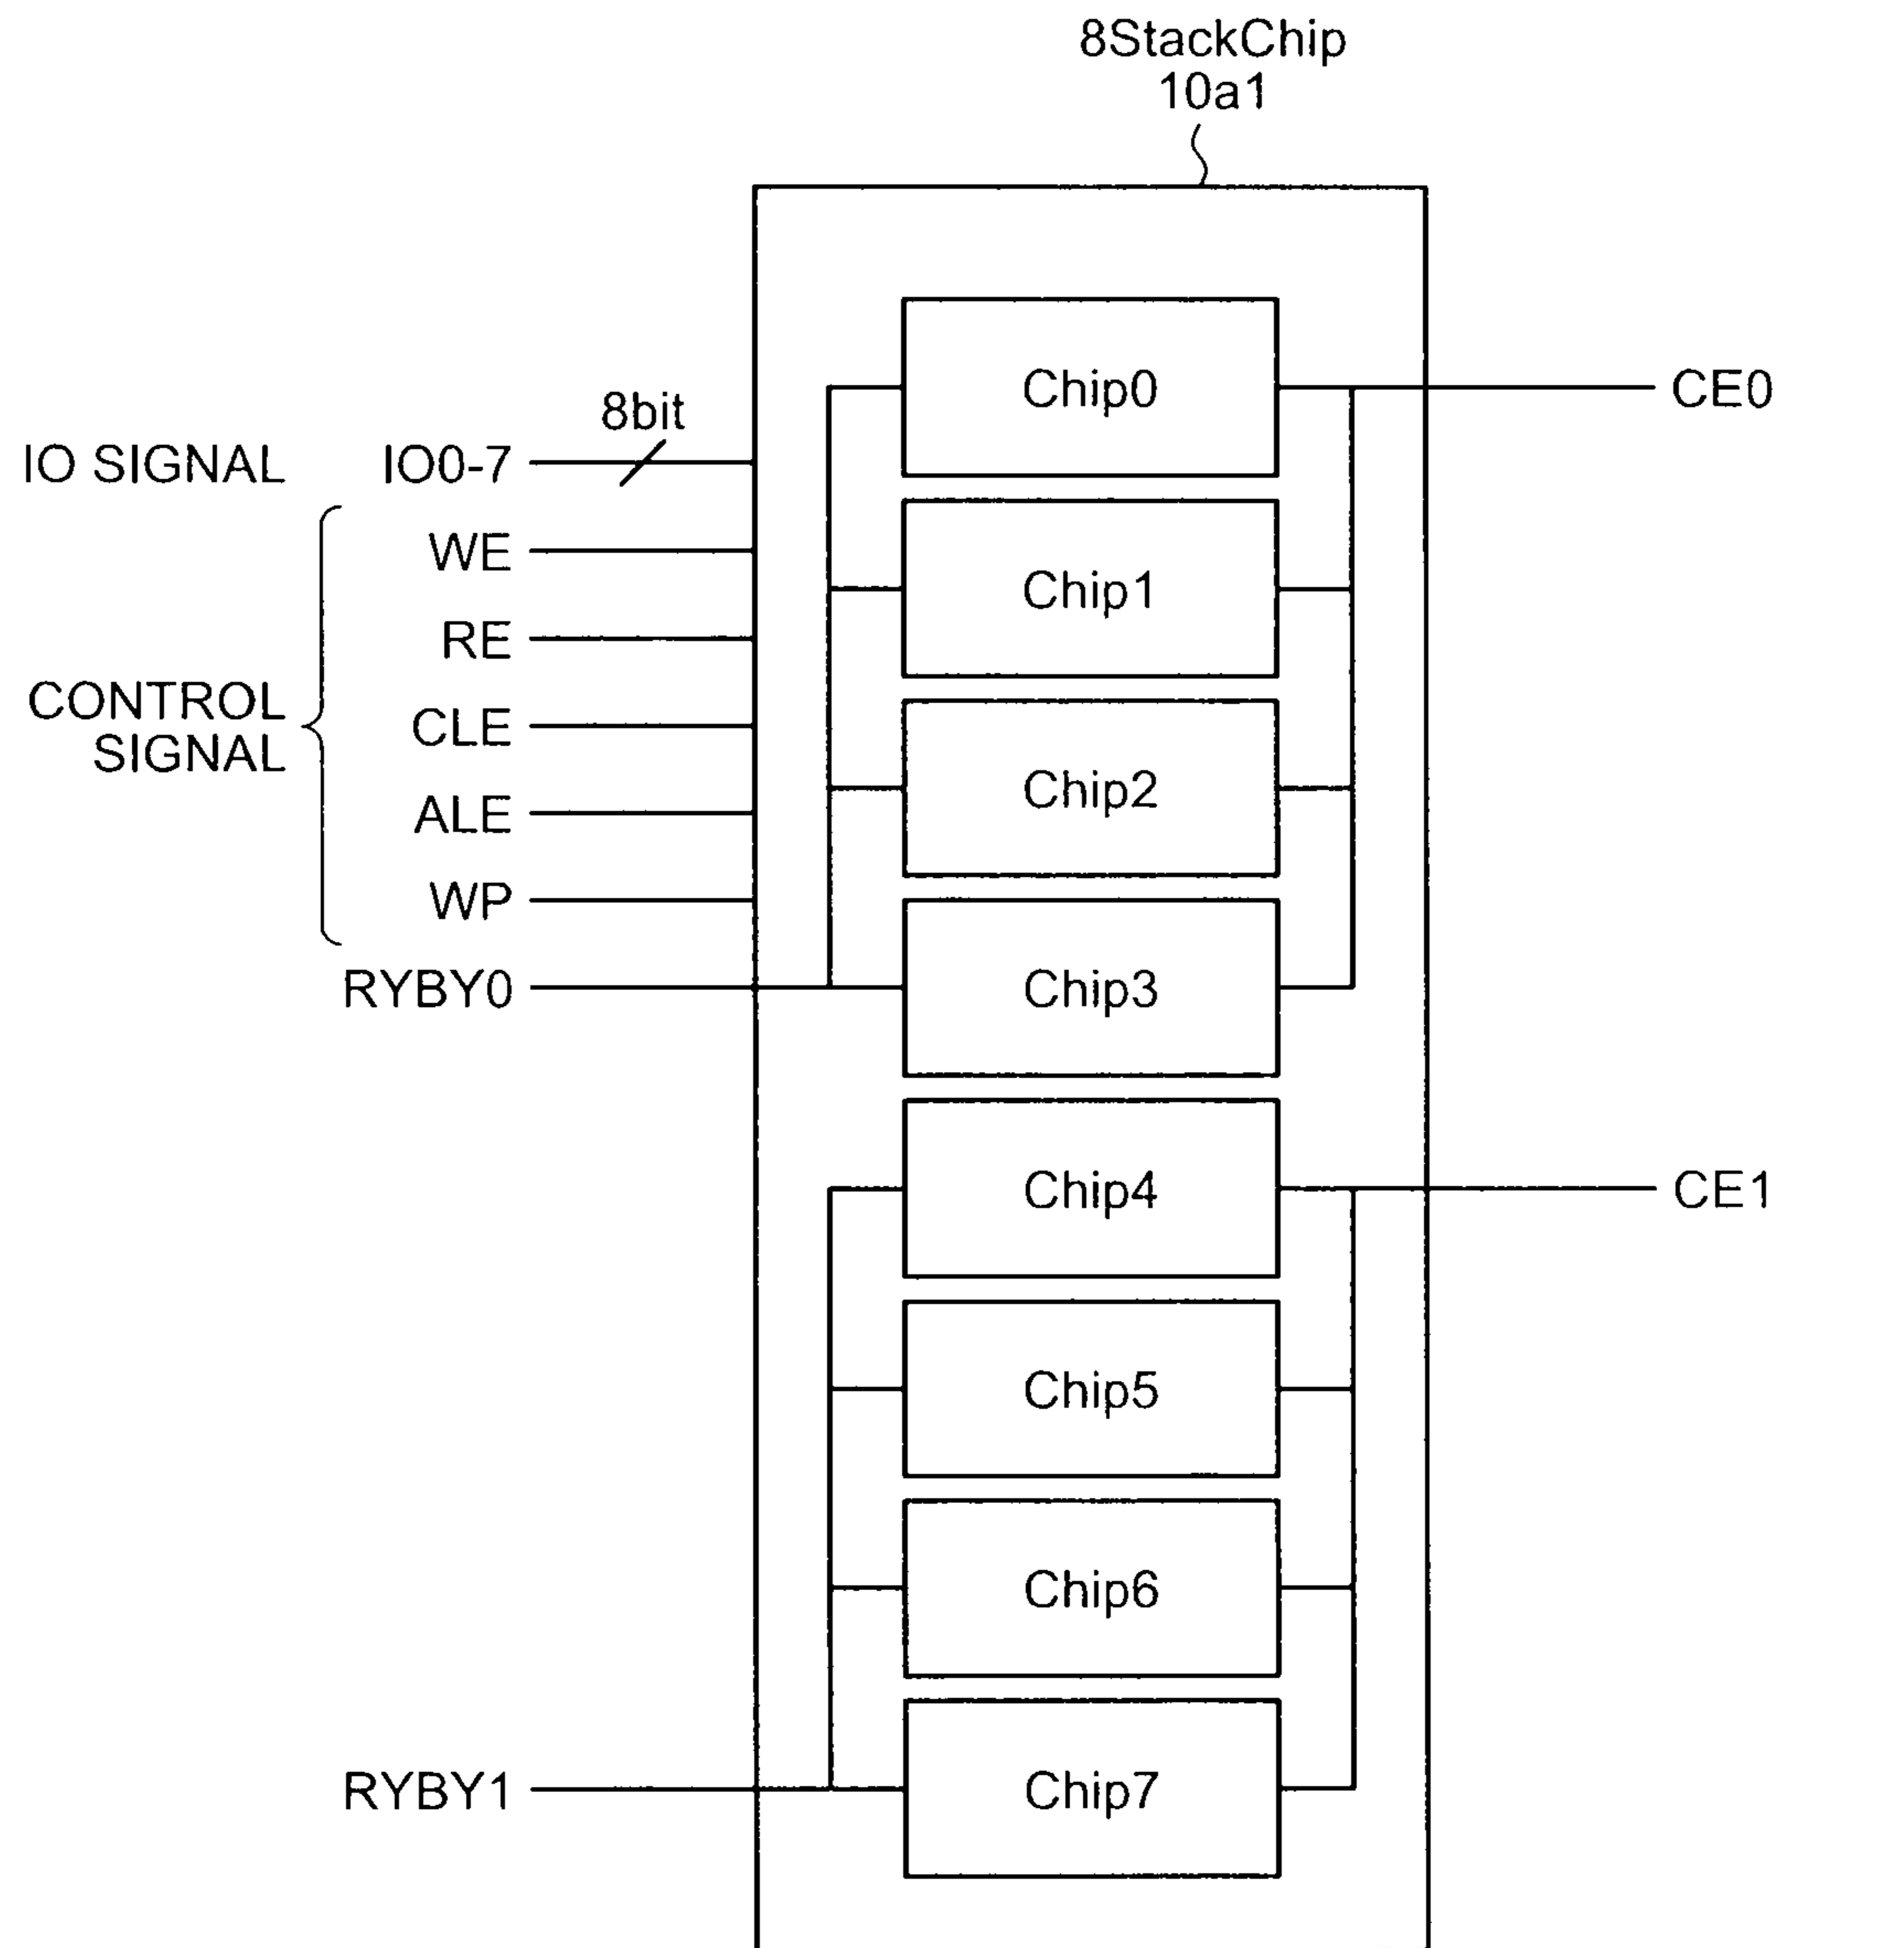 8StackChip
10a1
Chip0
CE0
8bit
IO SIGNAL IO0-7
WE
Chip1
RE
CONTROL
SIGNAL
CLE
Chip2
ALE
WP
RYBY0
Chip3
Chip4
CE1
Chip5
Chip6
RYBY1
Chip7